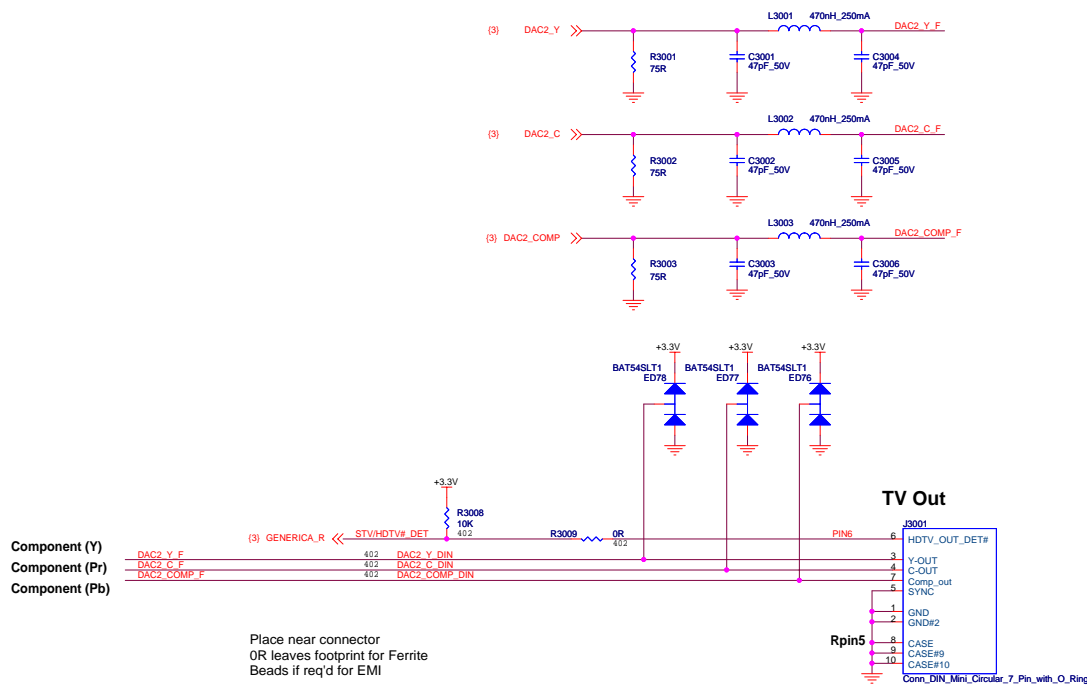 L3001 470nH_250mA
{3} DAC2_Y DAC2_Y_F
R3001
75R
C3001
47pF_50V
C3004
47pF_50V
L3002 470nH_250mA
{3} DAC2_C DAC2_C_F
R3002
75R
C3002
47pF_50V
C3005
47pF_50V
L3003 470nH_250mA
{3} DAC2_COMP DAC2_COMP_F
R3003
75R
C3003
47pF_50V
C3006
47pF_50V
+3.3V +3.3V +3.3V
BAT54SLT1
ED78
BAT54SLT1
ED77
BAT54SLT1
ED76
+3.3V
R3008
10K
402
TV Out
J3001
{3} GENERICA_R STV/HDTV#_DET R3009 0R
402
PIN6 6 HDTV_OUT_DET#
Component (Y)
DAC2_Y_F 402 DAC2_Y_DIN 3 Y-OUT
Component (Pr)
DAC2_C_F 402 DAC2_C_DIN 4 C-OUT
Component (Pb)
DAC2_COMP_F 402 DAC2_COMP_DIN 7 Comp_out
5 SYNC
1 GND
2 GND#2
Rpin5
8 CASE
9 CASE#9
10 CASE#10
Conn_DIN_Mini_Circular_7_Pin_with_O_Ring
Place near connector
0R leaves footprint for Ferrite
Beads if req'd for EMI